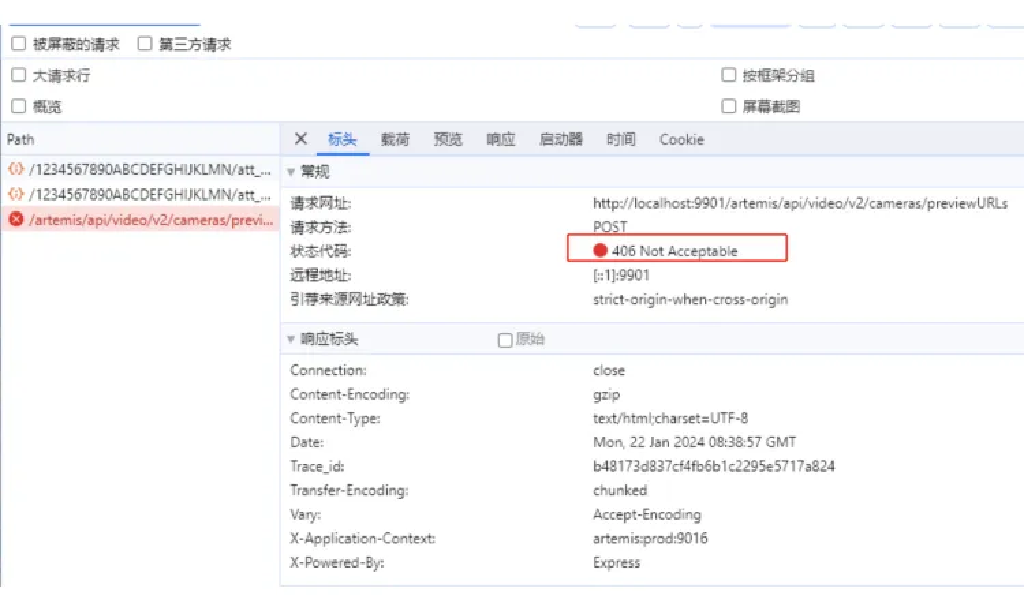 被屏蔽的请求 第三方请求
大请求行 按框架分组
概览 屏幕截图
Path
标头 载荷 预览 响应 启动器 时间 Cookie
/1234567890ABCDEFGHIJKLMN/att_...
/1234567890ABCDEFGHIJKLMN/att_...
/artemis/api/video/v2/cameras/previ...
常规
请求网址: http://localhost:9901/artemis/api/video/v2/cameras/previewURLs
请求方法: POST
状态代码: 406 Not Acceptable
远程地址: [::1]:9901
引荐来源网址政策: strict-origin-when-cross-origin
响应标头 原始
Connection: close
Content-Encoding: gzip
Content-Type: text/html;charset=UTF-8
Date: Mon, 22 Jan 2024 08:38:57 GMT
Trace_id: b48173d837cf4fb6b1c2295e5717a824
Transfer-Encoding: chunked
Vary: Accept-Encoding
X-Application-Context: artemis:prod:9016
X-Powered-By: Express